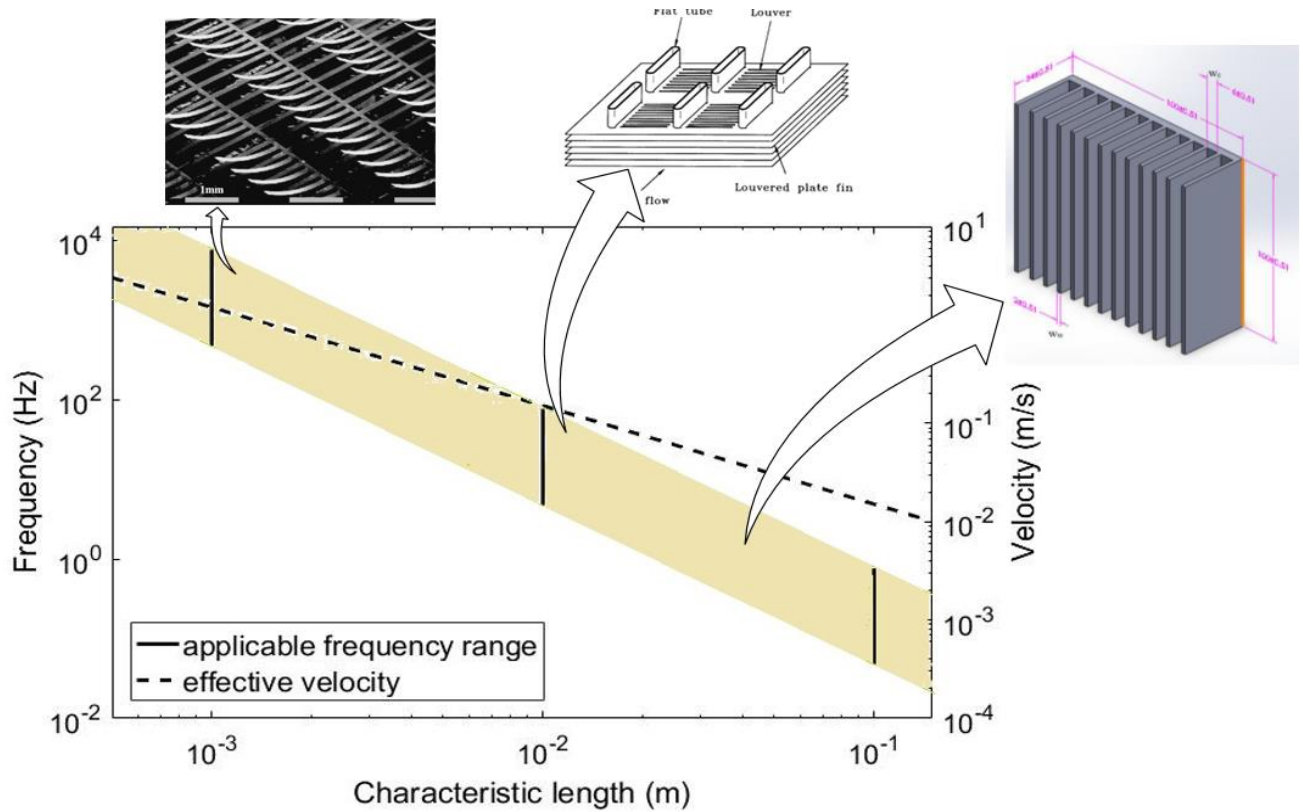 1mm
Flat tube
Louver
Louvered plate fin
flow
10^4
10^2
10^0
10^-2
Frequency (Hz)
10^1
10^-1
10^-2
10^-3
10^-4
Velocity (m/s)
applicable frequency range
effective velocity
10^-3
10^-2
10^-1
Characteristic length (m)